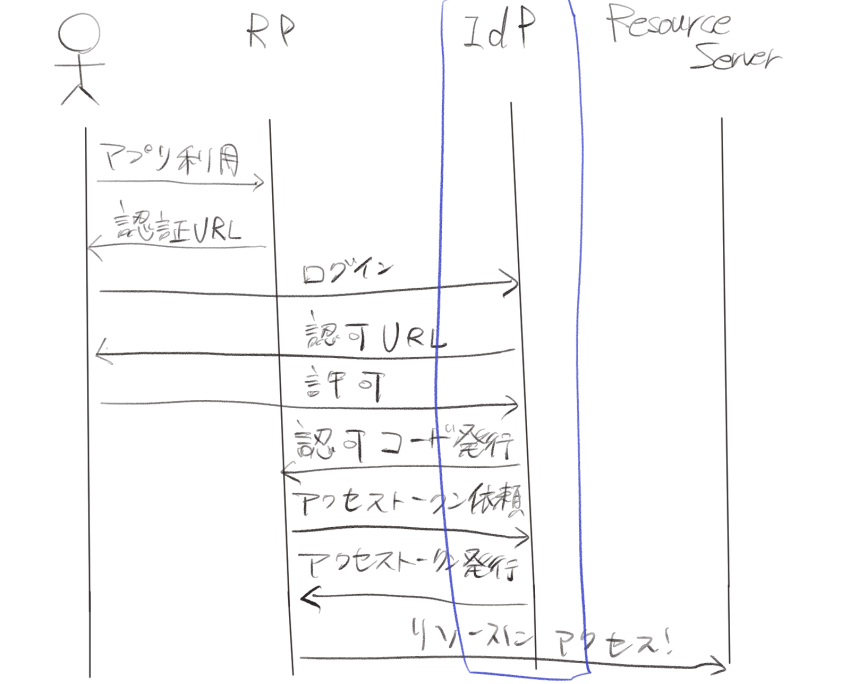 RP
IdP
Resource
Server
アプリ利用
認証URL
ログイン
認可URL
許可
認可コード発行
アクセストークン依頼
アクセストークン発行
リソースに アクセス!